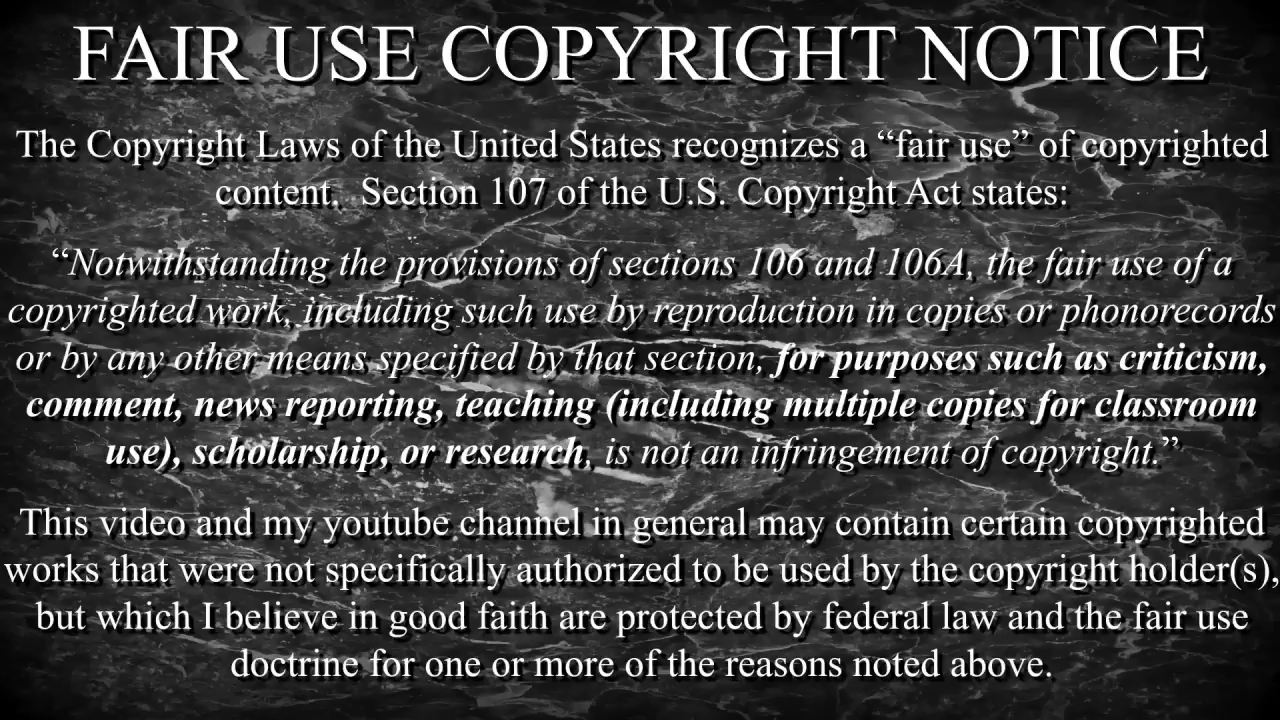 FAIR USE COPYRIGHT NOTICE
The Copyright Laws of the United States recognizes a “fair use” of copyrighted
content.  Section 107 of the U.S. Copyright Act states:
“Notwithstanding the provisions of sections 106 and 106A, the fair use of a
copyrighted work, including such use by reproduction in copies or phonorecords
or by any other means specified by that section, for purposes such as criticism,
comment, news reporting, teaching (including multiple copies for classroom
use), scholarship, or research, is not an infringement of copyright.”
This video and my youtube channel in general may contain certain copyrighted
works that were not specifically authorized to be used by the copyright holder(s),
but which I believe in good faith are protected by federal law and the fair use
doctrine for one or more of the reasons noted above.